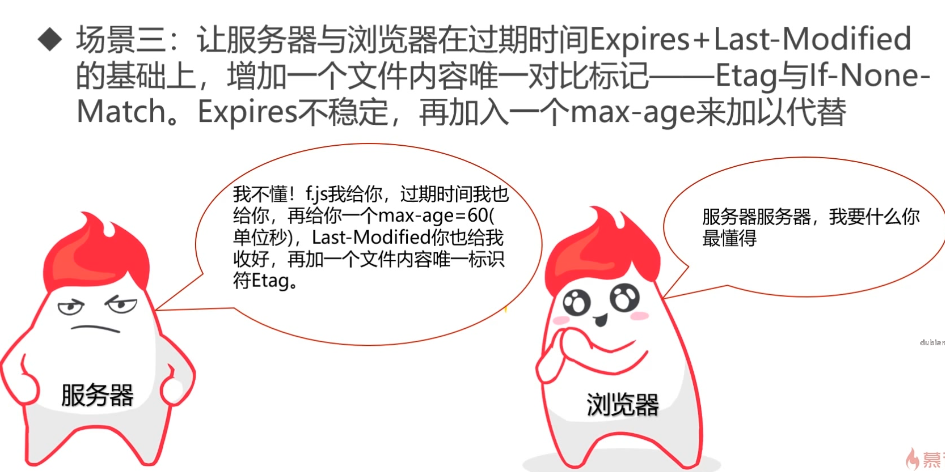 ◆ 场景三：让服务器与浏览器在过期时间Expires+Last-Modified
的基础上，增加一个文件内容唯一对比标记——Etag与If-None-
Match。Expires不稳定，再加入一个max-age来加以代替
我不懂！f.js我给你，过期时间我也
给你，再给你一个max-age=60(
单位秒)，Last-Modified你也给我
收好，再加一个文件内容唯一标识
符Etag。
服务器服务器，我要什么你
最懂得
服务器
浏览器
慕